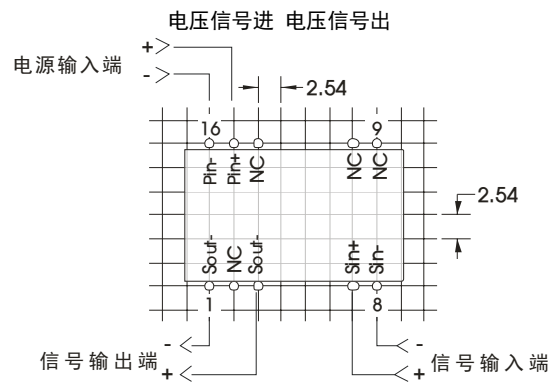 电压信号进 电压信号出
+
电源输入端
-
2.54
16
9
Pin-
Pin+
NC
NC
NC
2.54
Sout-
NC
Sout-
Sin+
Sin-
1
8
-
信号输出端
+
-
+
信号输入端